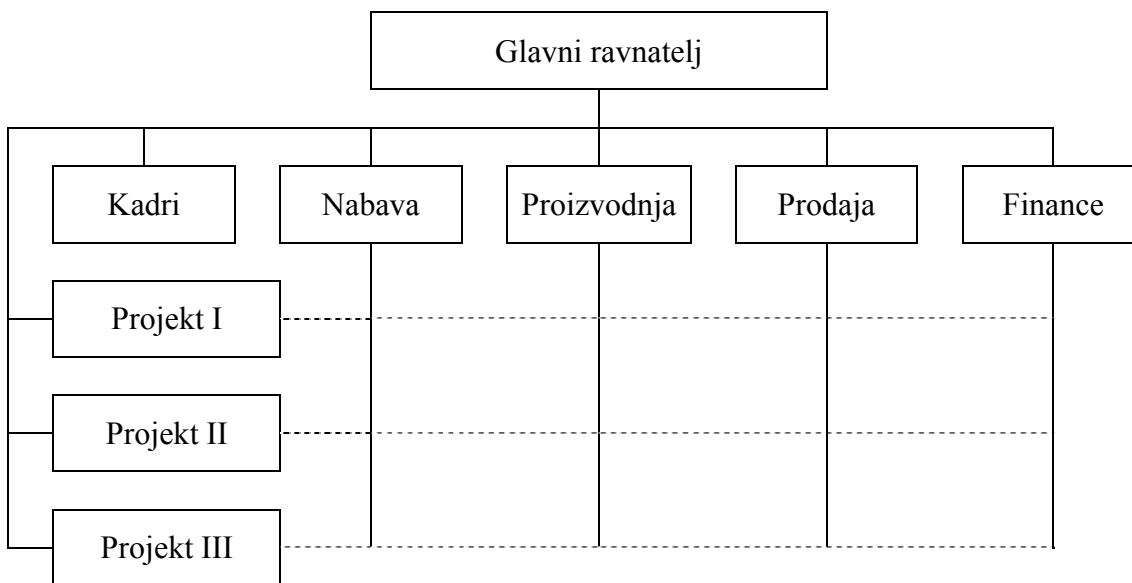 Glavni ravnatelj
Kadri
Nabava
Proizvodnja
Prodaja
Finance
Projekt I
Projekt II
Projekt III